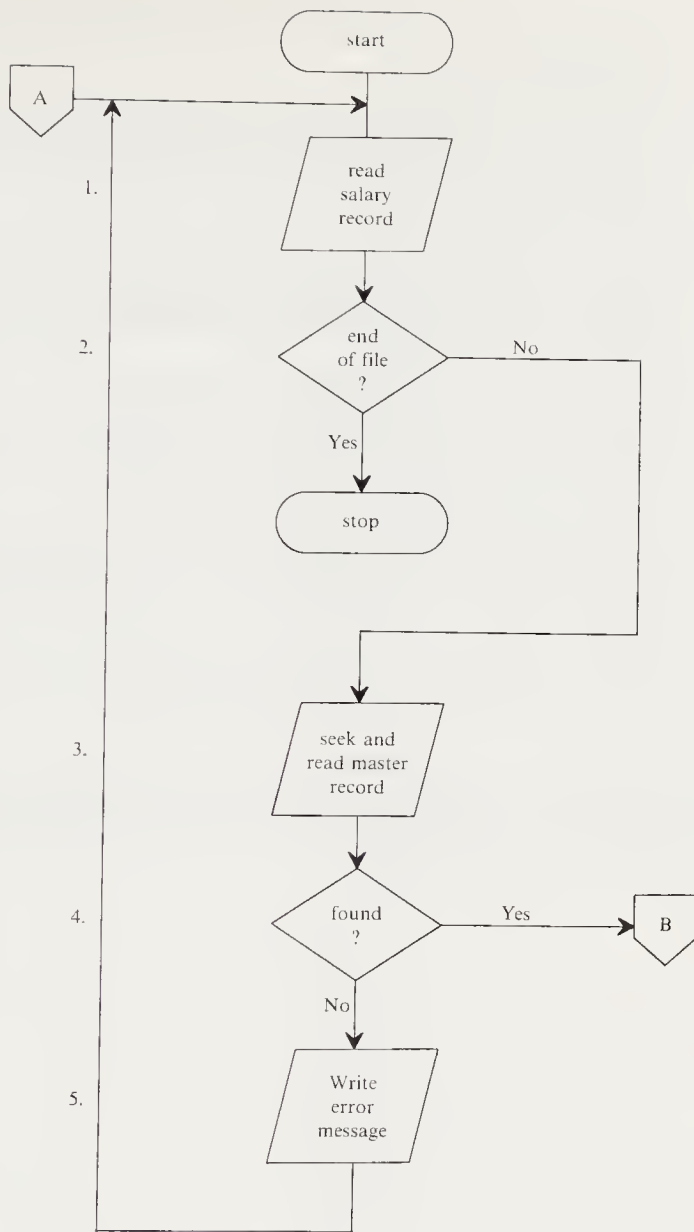 start
A
1.
read
salary
record
2.
end
of file
?
No
Yes
stop
3.
seek and
read master
record
4.
found
?
Yes
B
No
5.
Write
error
message